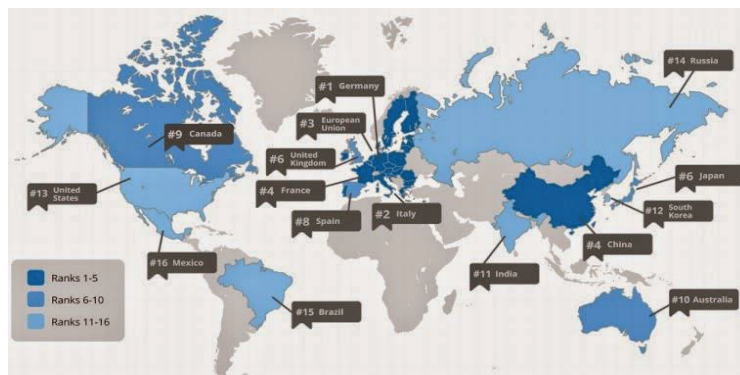 #14 Russia
#1 Germany
#3 European
Union
#9 Canada
#6 United
Kingdom
#13 United
States
#4 France
#6 Japan
#8 Spain
#2 Italy
#12 South
Korea
#4 China
#16 Mexico
#11 India
Ranks 1-5
Ranks 6-10
Ranks 11-16
#15 Brazil
#10 Australia